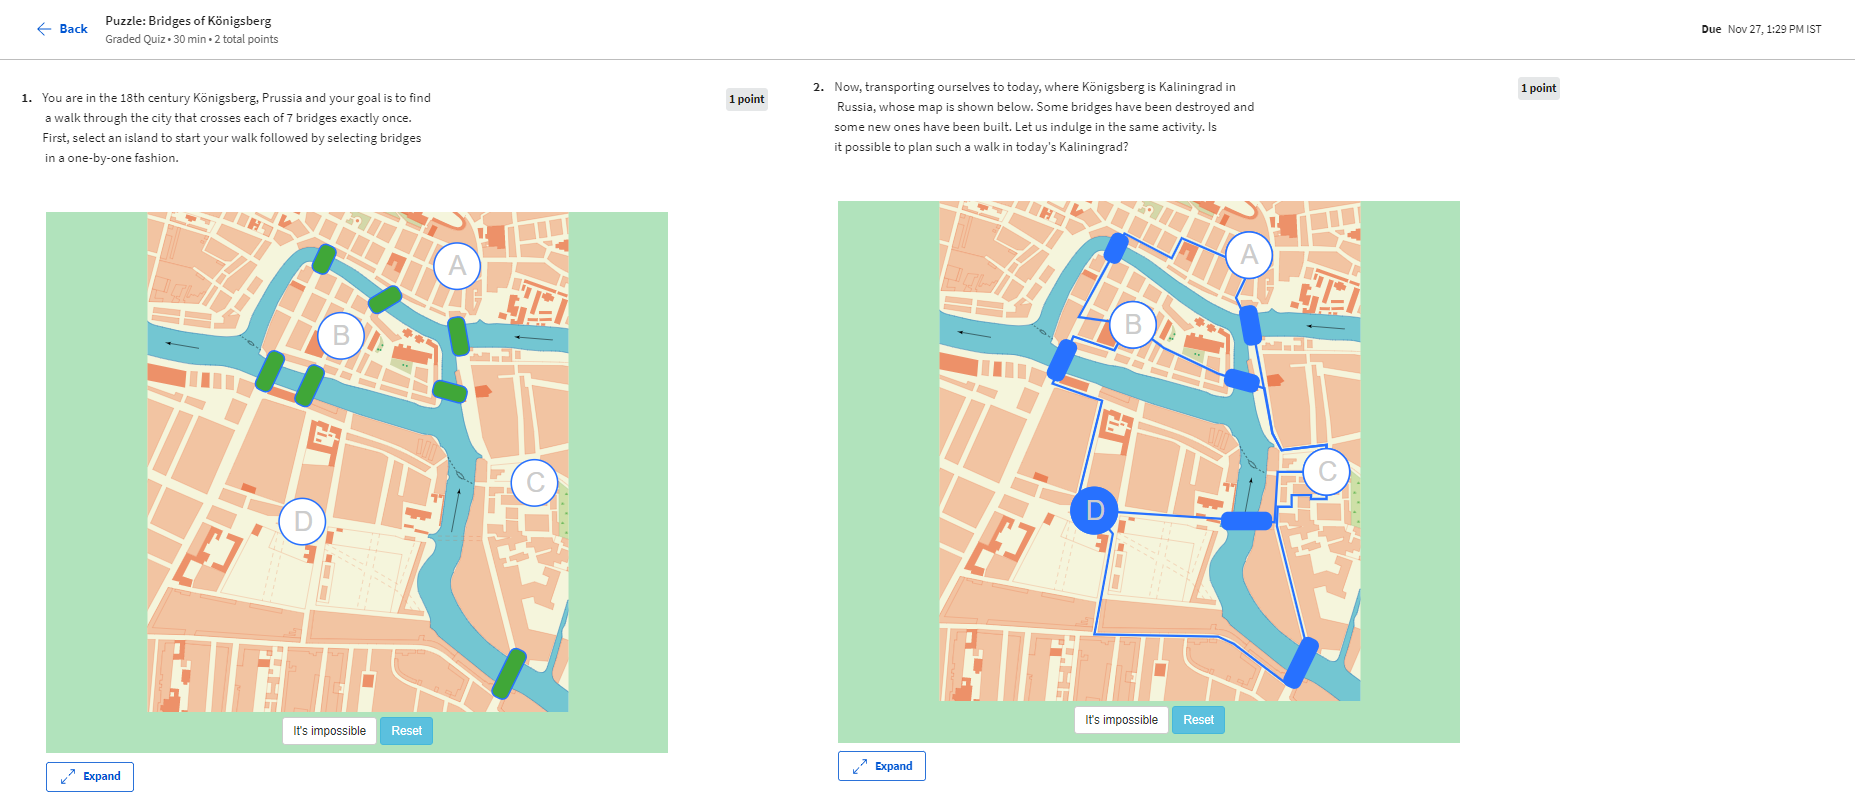 Back
Puzzle: Bridges of Königsberg
Graded Quiz • 30 min • 2 total points
Due Nov 27, 1:29 PM IST
1. You are in the 18th century Königsberg, Prussia and your goal is to find
a walk through the city that crosses each of 7 bridges exactly once.
First, select an island to start your walk followed by selecting bridges
in a one-by-one fashion.
1 point
A
B
C
D
It's impossible
Reset
Expand
2. Now, transporting ourselves to today, where Königsberg is Kaliningrad in
Russia, whose map is shown below. Some bridges have been destroyed and
some new ones have been built. Let us indulge in the same activity. Is
it possible to plan such a walk in today's Kaliningrad?
1 point
A
B
C
D
It's impossible
Reset
Expand